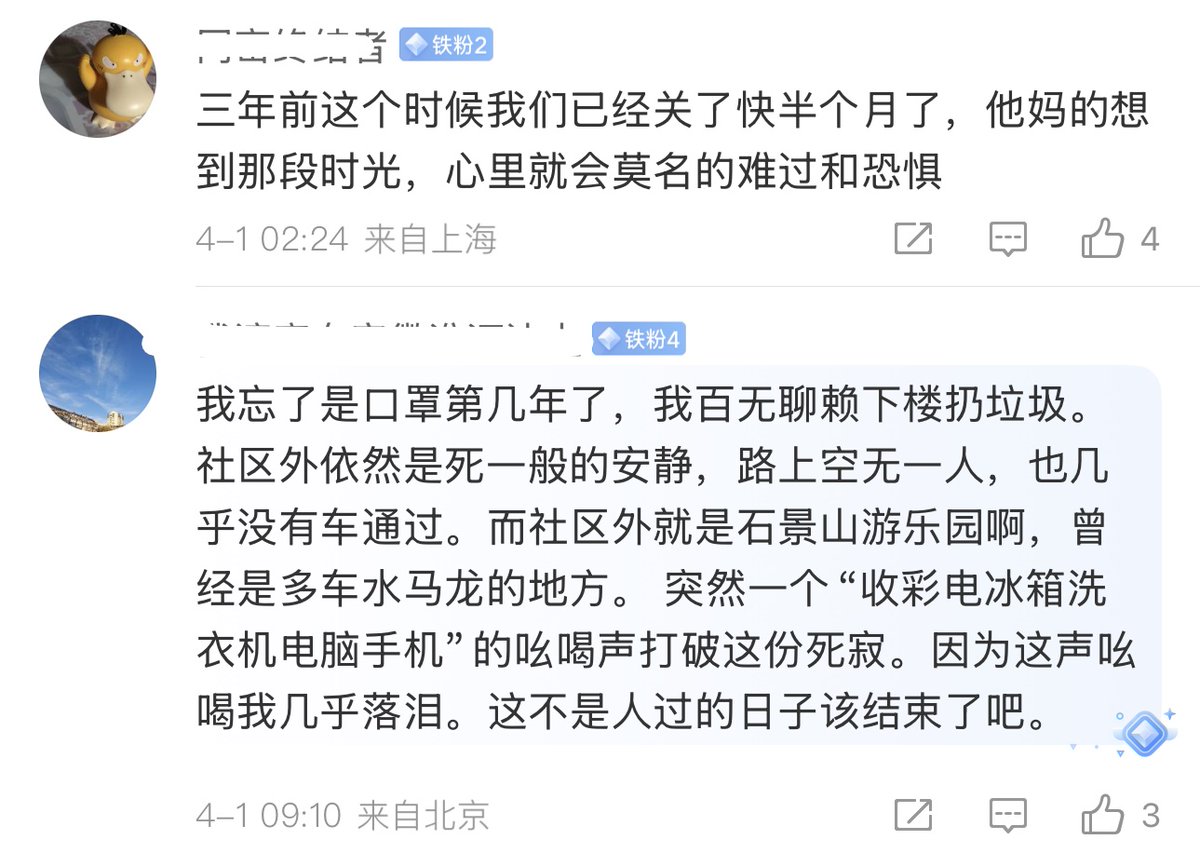 铁粉2
三年前这个时候我们已经关了快半个月了，他妈的想
到那段时光，心里就会莫名的难过和恐惧
4-1 02:24 来自上海
4
铁粉4
我忘了是口罩第几年了，我百无聊赖下楼扔垃圾。
社区外依然是死一般的安静，路上空无一人，也几
乎没有车通过。而社区外就是石景山游乐园啊，曾
经是多车水马龙的地方。 突然一个“收彩电冰箱洗
衣机电脑手机”的吆喝声打破这份死寂。因为这声吆
喝我几乎落泪。这不是人过的日子该结束了吧。
4-1 09:10 来自北京
3